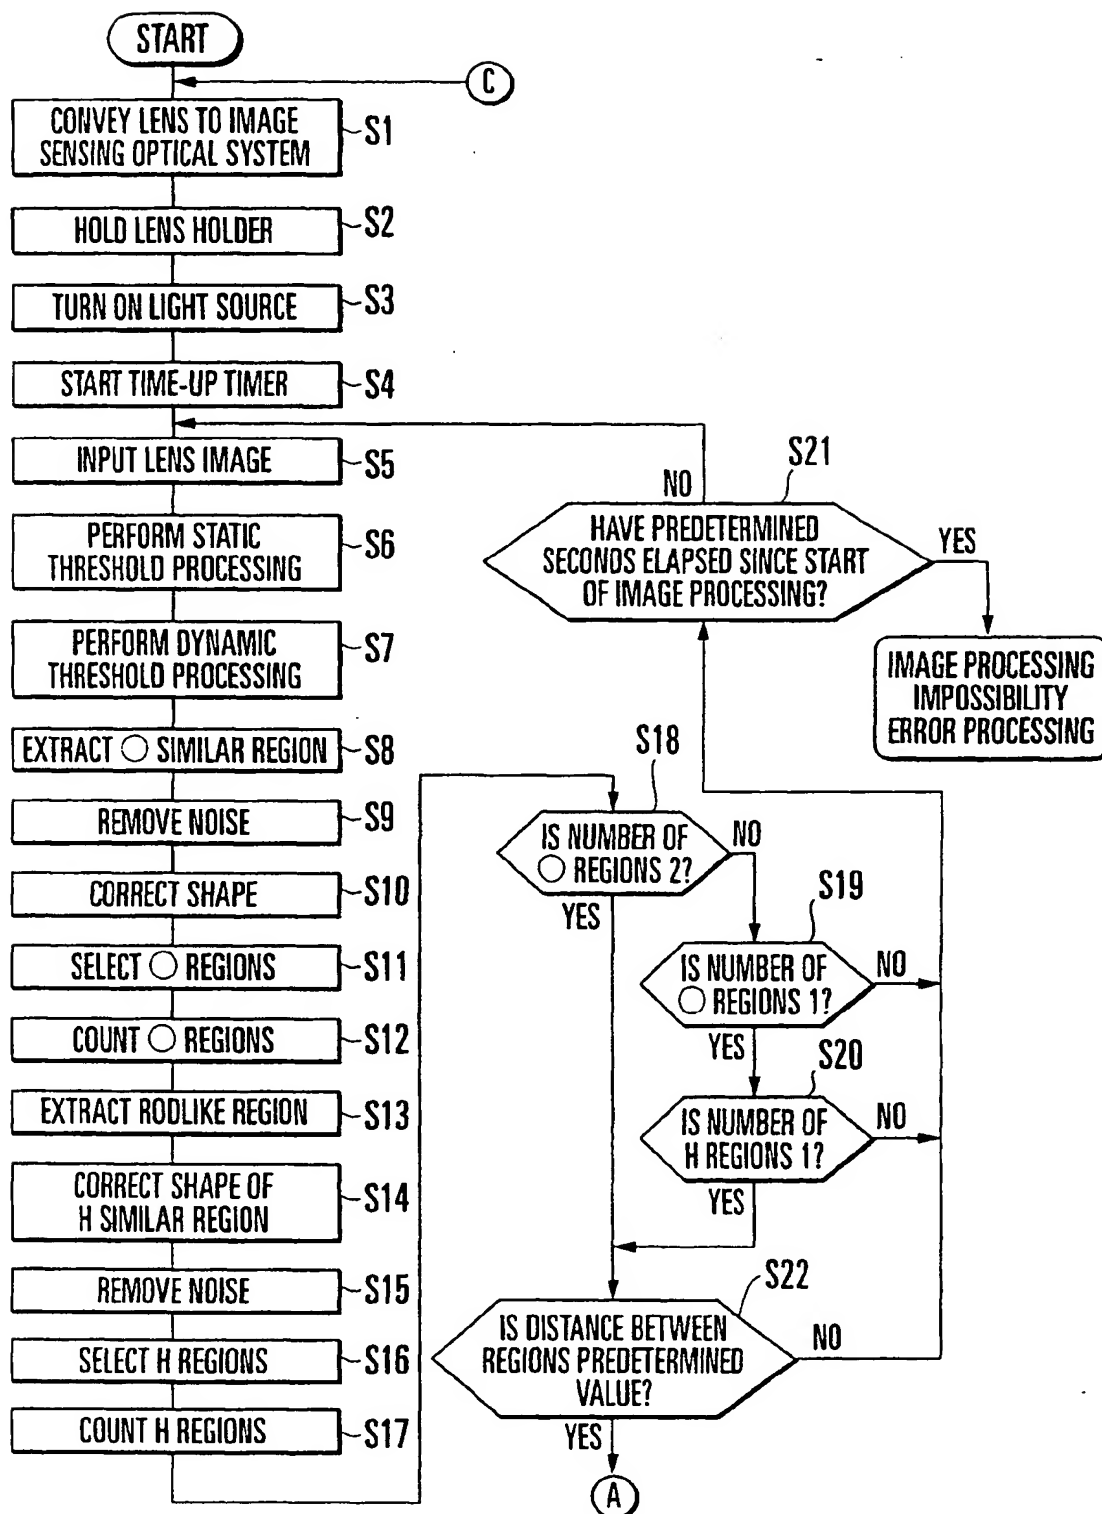 START
C
CONVEY LENS TO IMAGE
SENSING OPTICAL SYSTEM
S1
HOLD LENS HOLDER
S2
TURN ON LIGHT SOURCE
S3
START TIME-UP TIMER
S4
INPUT LENS IMAGE
S5
PERFORM STATIC
THRESHOLD PROCESSING
S6
PERFORM DYNAMIC
THRESHOLD PROCESSING
S7
EXTRACT ○ SIMILAR REGION
S8
REMOVE NOISE
S9
CORRECT SHAPE
S10
SELECT ○ REGIONS
S11
COUNT ○ REGIONS
S12
EXTRACT RODLIKE REGION
S13
CORRECT SHAPE OF
H SIMILAR REGION
S14
REMOVE NOISE
S15
SELECT H REGIONS
S16
COUNT H REGIONS
S17
S18
IS NUMBER OF
○ REGIONS 2?
NO
YES
S19
IS NUMBER OF
○ REGIONS 1?
NO
YES
S20
IS NUMBER OF
H REGIONS 1?
NO
YES
S21
NO
HAVE PREDETERMINED
SECONDS ELAPSED SINCE START
OF IMAGE PROCESSING?
YES
IMAGE PROCESSING
IMPOSSIBILITY
ERROR PROCESSING
S22
IS DISTANCE BETWEEN
REGIONS PREDETERMINED
VALUE?
NO
YES
A